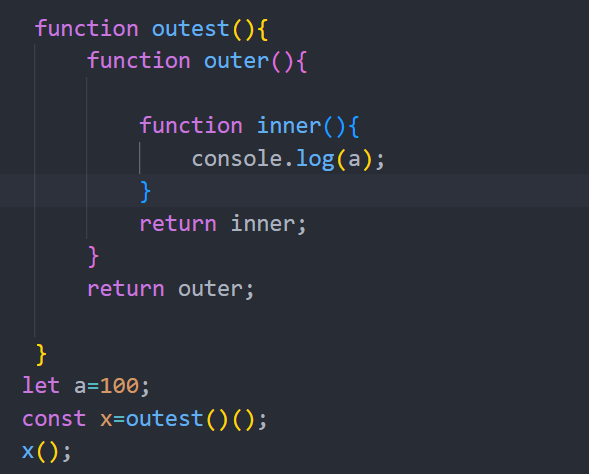 function outest(){
function outer(){
function inner(){
console.log(a);
}
return inner;
}
return outer;
}
let a=100;
const x=outest()();
x();